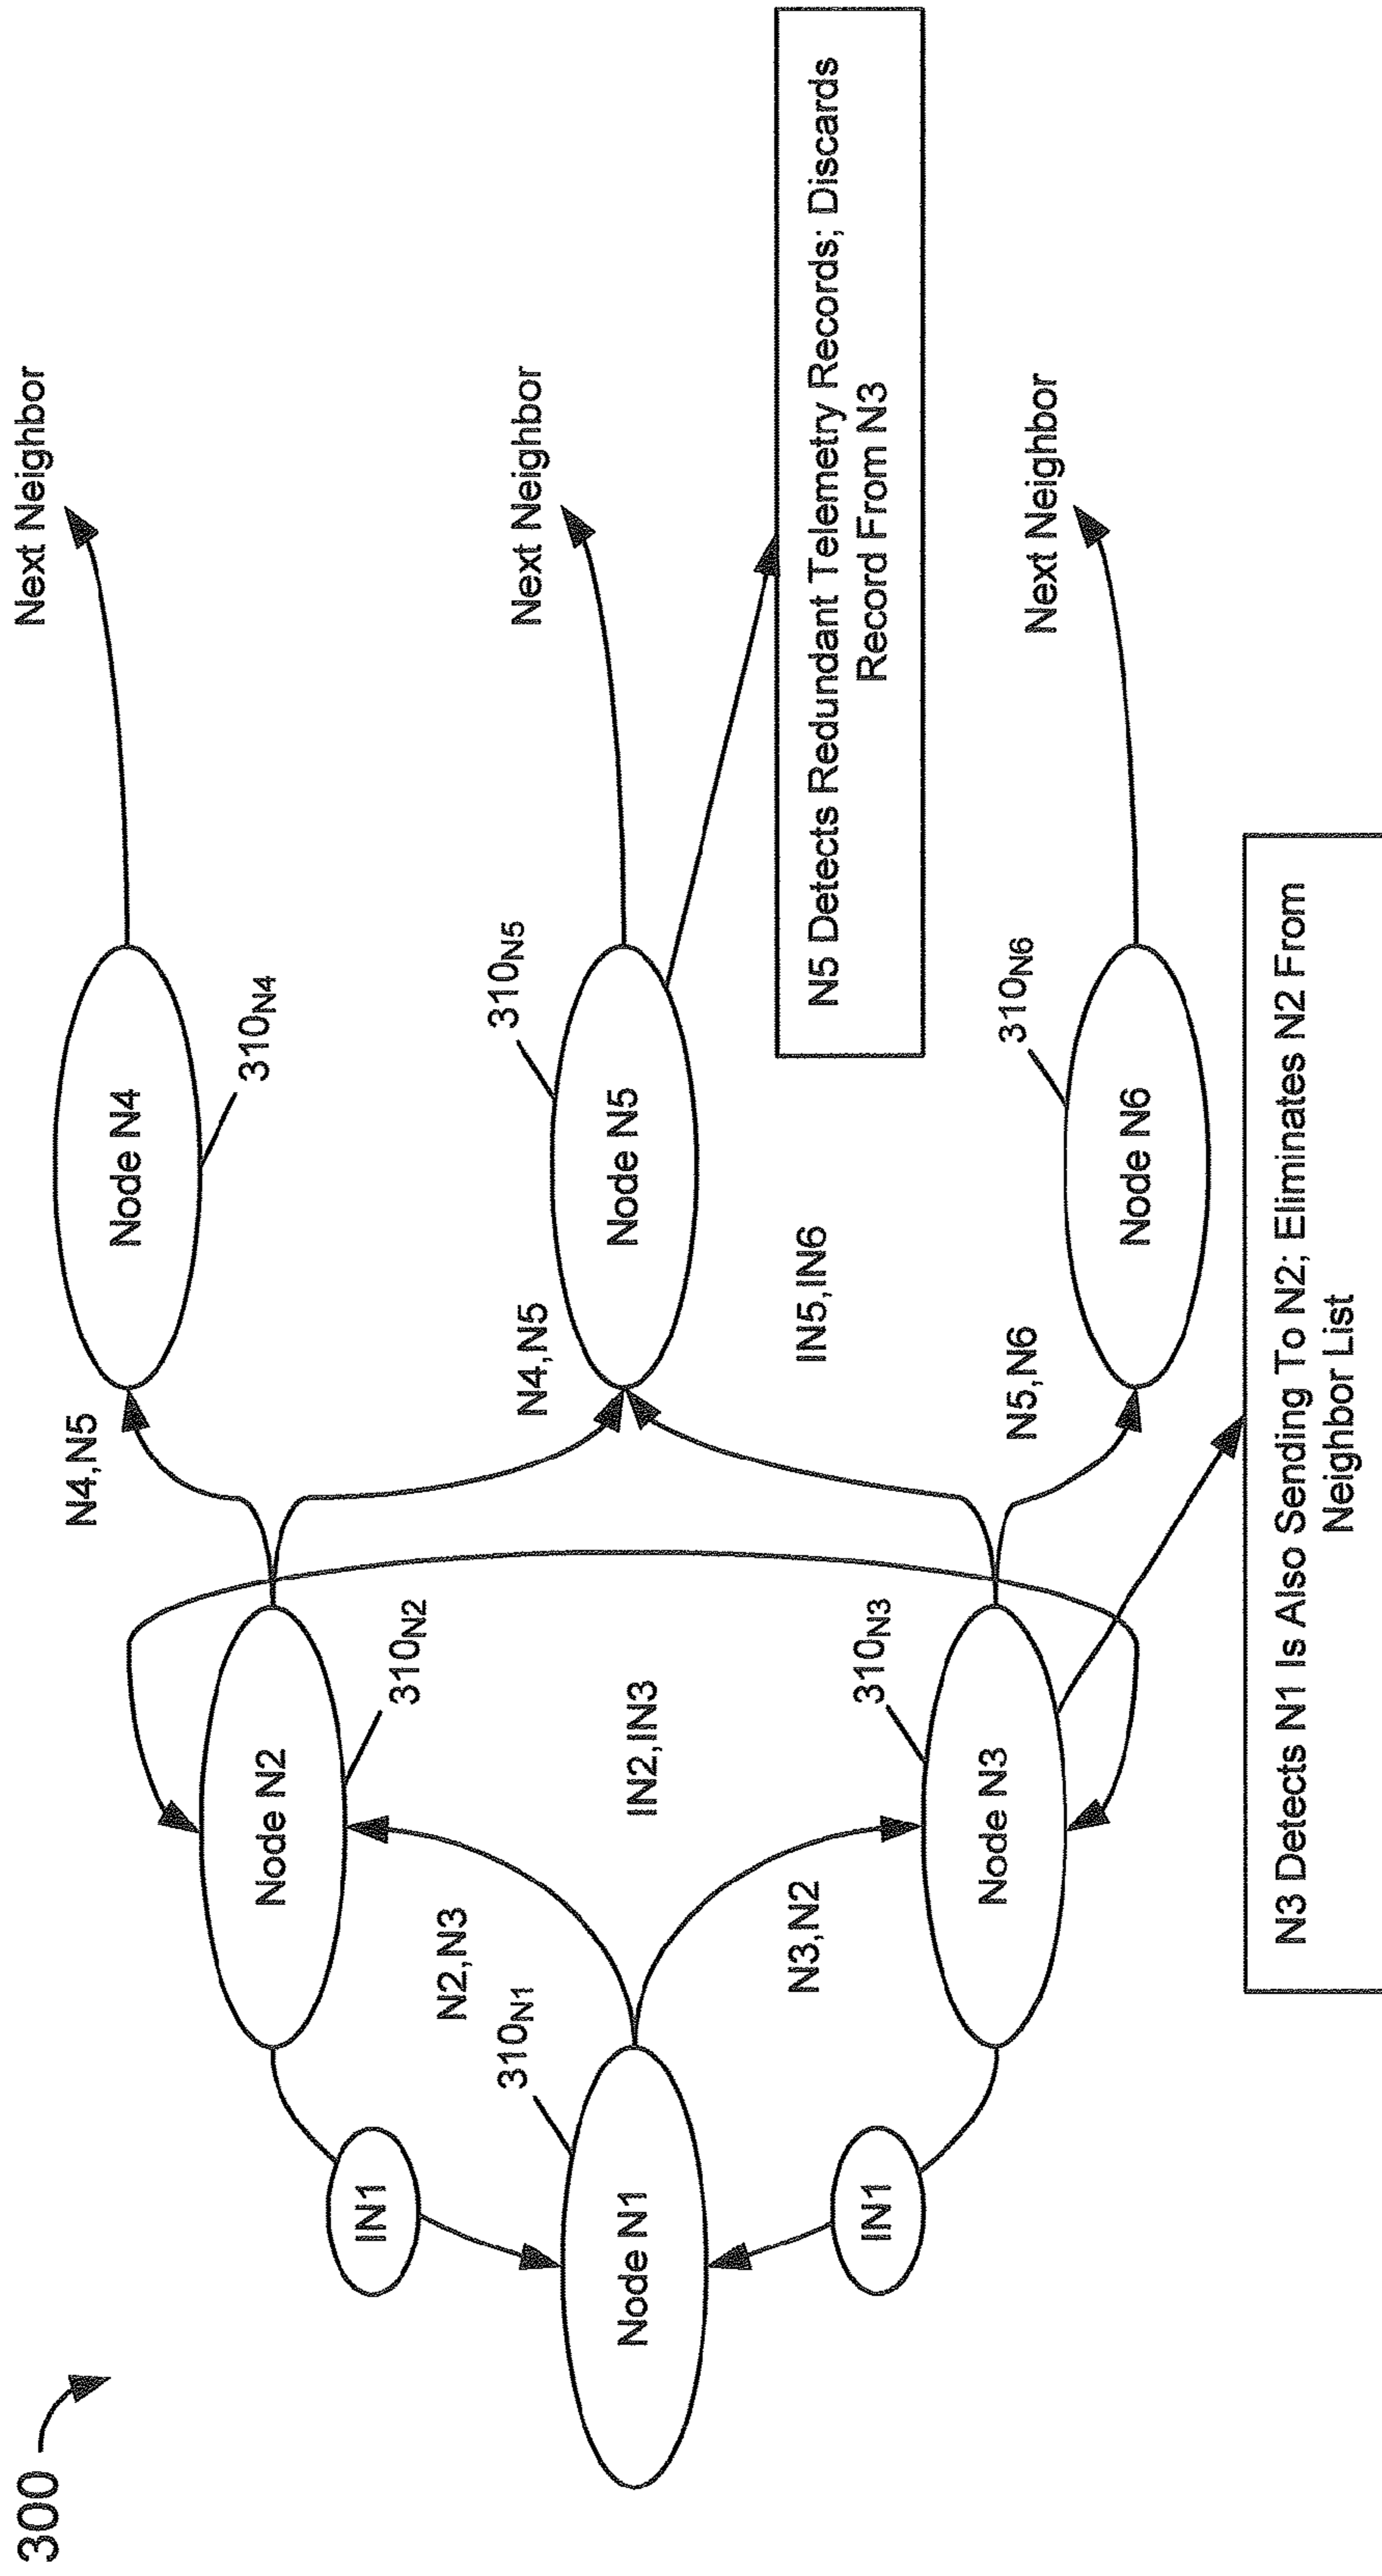 300
Next Neighbor
Node N4
310N4
N4,N5
Next Neighbor
Node N5
310N5
N4,N5
N5 Detects Redundant Telemetry Records; Discards
Record From N3
IN5,IN6
Next Neighbor
Node N6
310N6
N5,N6
Node N2
310N2
IN1
N2,N3
IN2,IN3
310N1
Node N1
N3,N2
IN1
310N3
Node N3
N3 Detects N1 Is Also Sending To N2; Eliminates N2 From
Neighbor List